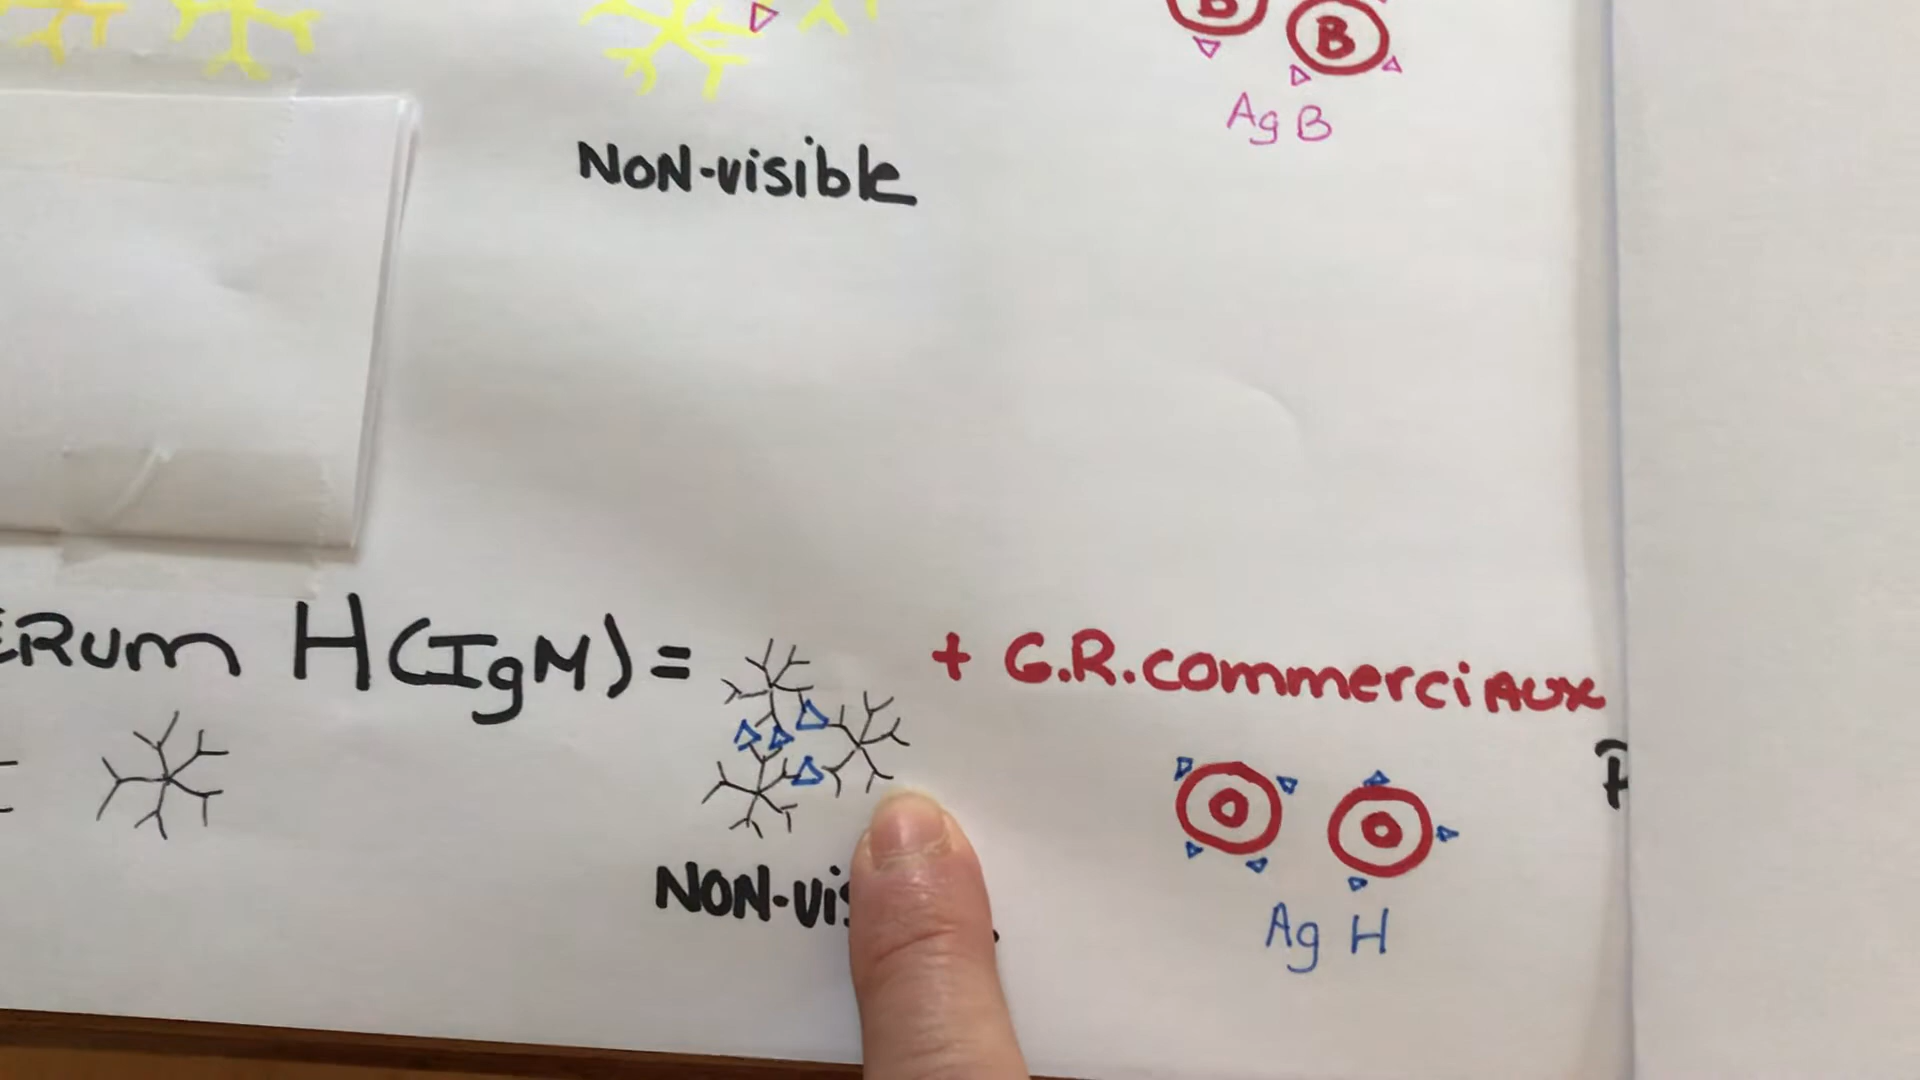 B
B
Ag B
NON-visible
ERum H(IgM) = + G.R.commerciAux
O O
Ag H